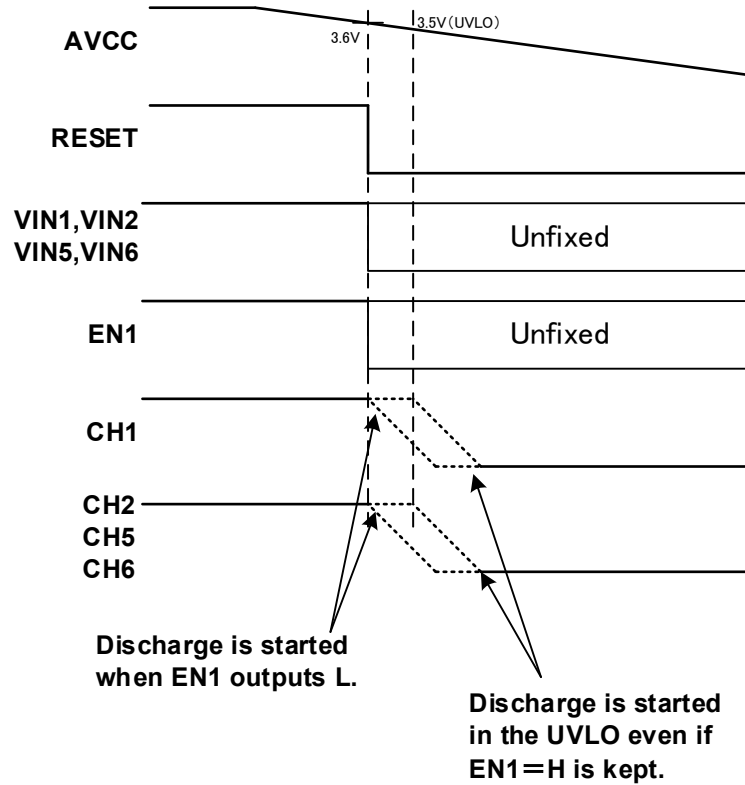 AVCC
3.6V
3.5V(UVLO)
RESET
VIN1,VIN2
VIN5,VIN6
Unfixed
EN1
Unfixed
CH1
CH2
CH5
CH6
Discharge is started
when EN1 outputs L.
Discharge is started
in the UVLO even if
EN1=H is kept.